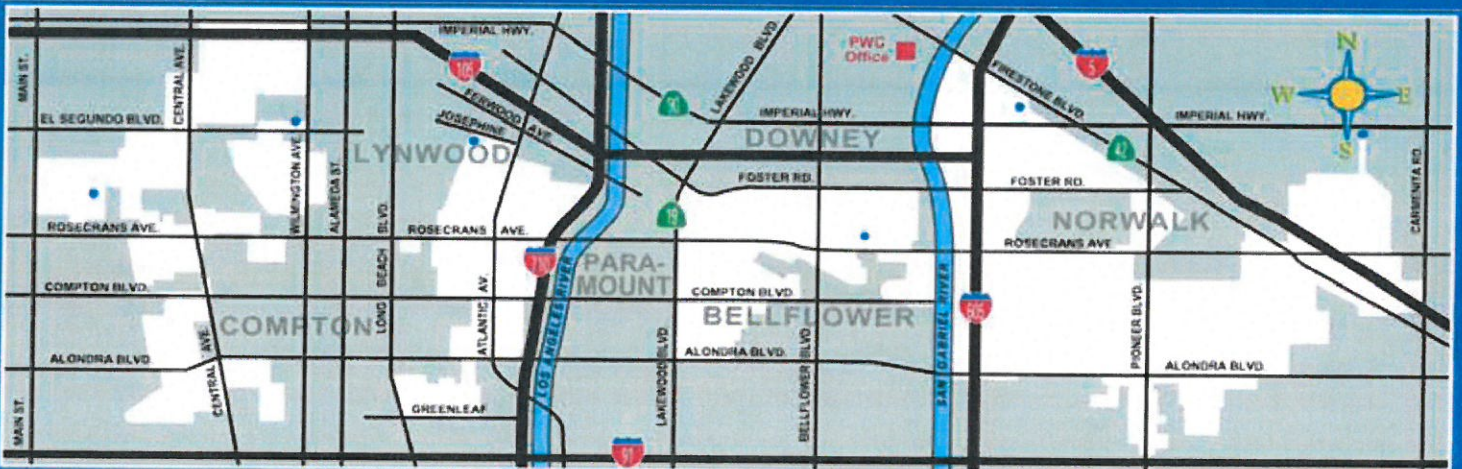 IMPERIAL HWY.
105
MAIN ST.
CENTRAL AVE.
EL SEGUNDO BLVD.
WILMINGTON AVE.
ALAMEDA ST.
LYNWOOD
FERWOOD AVE.
JOSEPHINE
90
LAKEWOOD BLVD
PWC
Office
IMPERIAL HWY.
DOWNEY
FIRESTONE BLVD.
5
IMPERIAL HWY.
42
N
W
E
S
CARMENITA RD.
FOSTER RD.
FOSTER RD.
19
NORWALK
ROSECRANS AVE.
LONG BEACH BLVD.
ROSECRANS AVE.
710
PARA-
MOUNT
ROSECRANS AVE
COMPTON BLVD.
COMPTON
ATLANTIC AV.
LOS ANGELES RIVER
COMPTON BLVD.
BELLFLOWER
SAN GABRIEL RIVER
605
PIONEER BLVD.
ALONDRA BLVD.
ALONDRA BLVD.
ALONDRA BLVD.
MAIN ST.
CENTRAL AVE.
CENTRAL AVE.
GREENLEAF
LAKEWOOD BLVD
BELLFLOWER BLVD.
91